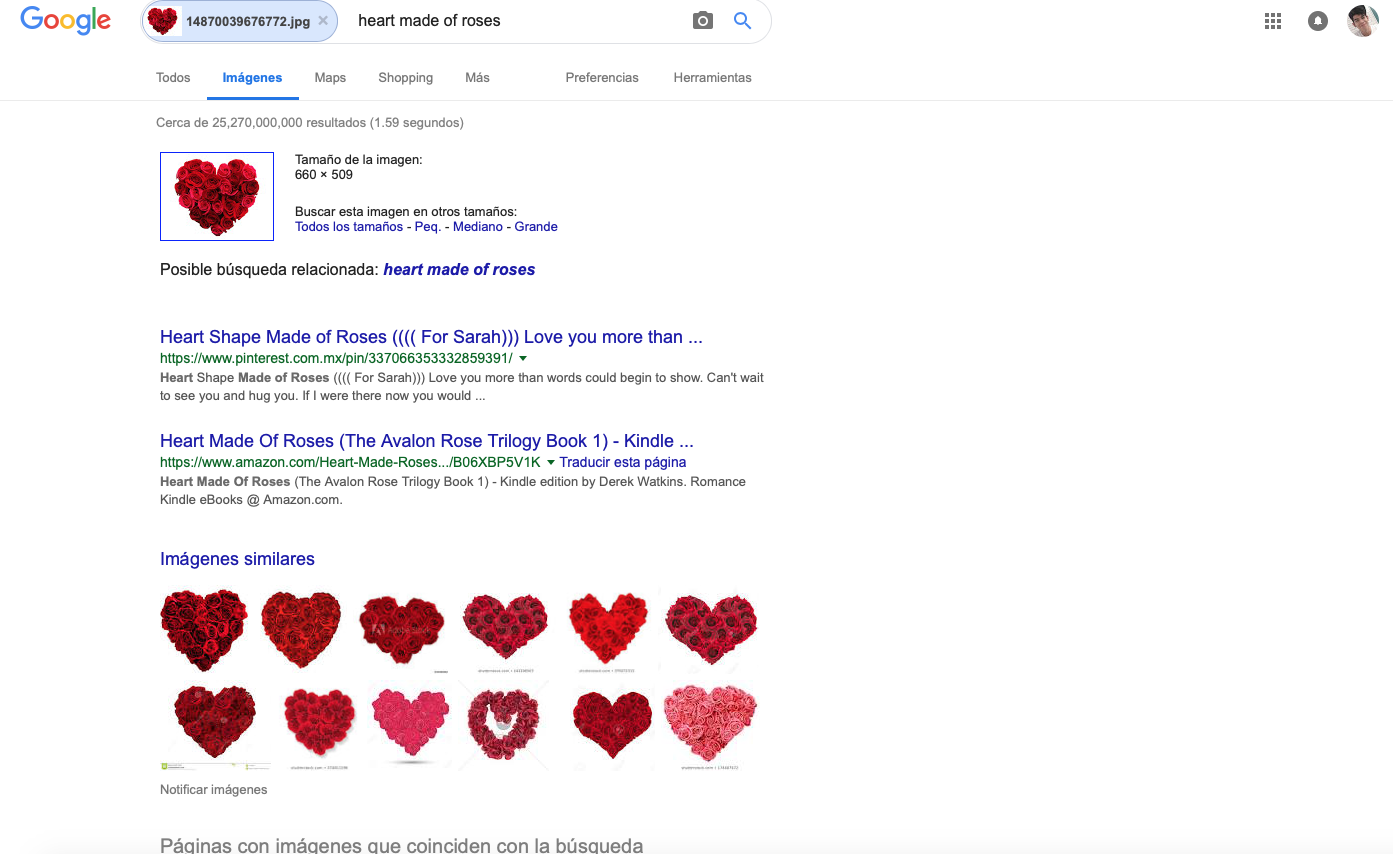 Google
14870039676772.jpg × heart made of roses
Todos Imágenes Maps Shopping Más Preferencias Herramientas
Cerca de 25,270,000,000 resultados (1.59 segundos)
Tamaño de la imagen:
660 × 509
Buscar esta imagen en otros tamaños:
Todos los tamaños - Peq. - Mediano - Grande
Posible búsqueda relacionada: heart made of roses
Heart Shape Made of Roses (((( For Sarah))) Love you more than ...
https://www.pinterest.com.mx/pin/337066353332859391/
Heart Shape Made of Roses (((( For Sarah))) Love you more than words could begin to show. Can't wait
to see you and hug you. If I were there now you would ...
Heart Made Of Roses (The Avalon Rose Trilogy Book 1) - Kindle ...
https://www.amazon.com/Heart-Made-Roses.../B06XBP5V1K Traducir esta página
Heart Made Of Roses (The Avalon Rose Trilogy Book 1) - Kindle edition by Derek Watkins. Romance
Kindle eBooks @ Amazon.com.
Imágenes similares
Adobe Stock
Notificar imágenes
Páginas con imágenes que coinciden con la búsqueda